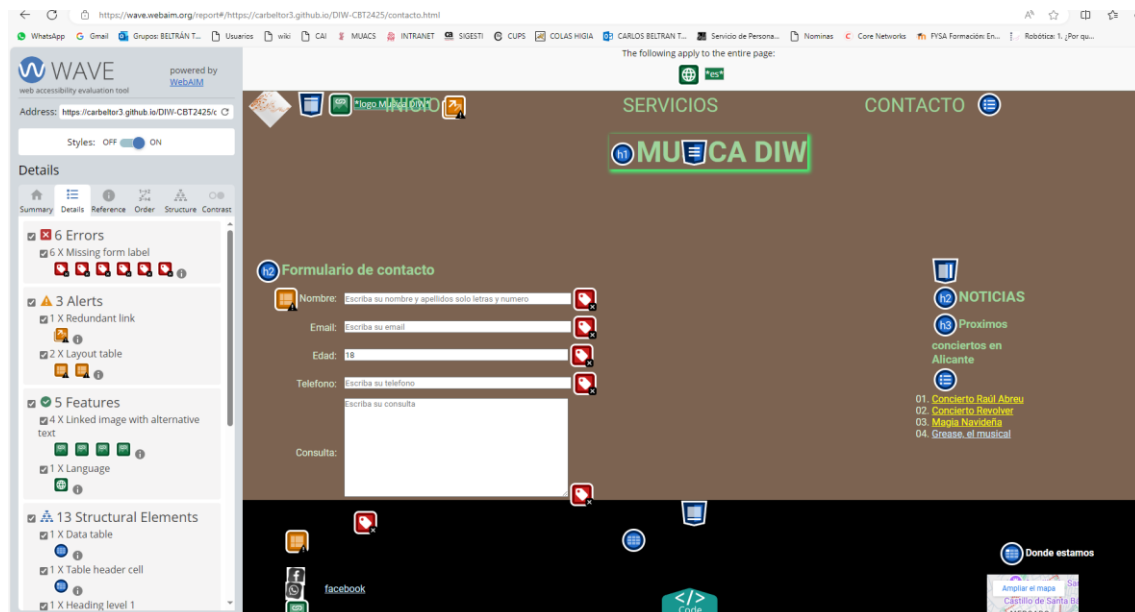 https://wave.webaim.org/report#/https://carbeltor3.github.io/DIW-CBT2425/contacto.html
WhatsApp Gmail Grupos: BELTRÁN T... Usuarios wiki CAI MUACS INTRANET SIGESTI CUPS COLAS HIGIA CARLOS BELTRAN T... Servicio de Persona... Nominas Core Networks FYSA Formación: En... Robótica: 1. ¿Por qu...
The following apply to the entire page:
*es*
WAVE
web accessibility evaluation tool
powered by
WebAIM
Address: https://carbeltor3.github.io/DIW-CBT2425/c
Styles: OFF ON
Details
Summary Details Reference Order Structure Contrast
6 Errors
6 X Missing form label
3 Alerts
1 X Redundant link
2 X Layout table
5 Features
4 X Linked image with alternative
text
1 X Language
13 Structural Elements
1 X Data table
1 X Table header cell
1 X Heading level 1
*logo Musica DIW*
INICIO SERVICIOS CONTACTO
h1 MU CA DIW
h2 Formulario de contacto
Nombre: Escriba su nombre y apellidos solo letras y numero
Email: Escriba su email
Edad: 18
Telefono: Escriba su telefono
Consulta: Escriba su consulta
h2 NOTICIAS
h3 Proximos
conciertos en
Alicante
01. Concierto Raúl Abreu
02. Concierto Revolver
03. Magia Navideña
04. Grease, el musical
facebook
</>
Code
Donde estamos
Ampliar el mapa
Castillo de Santa B